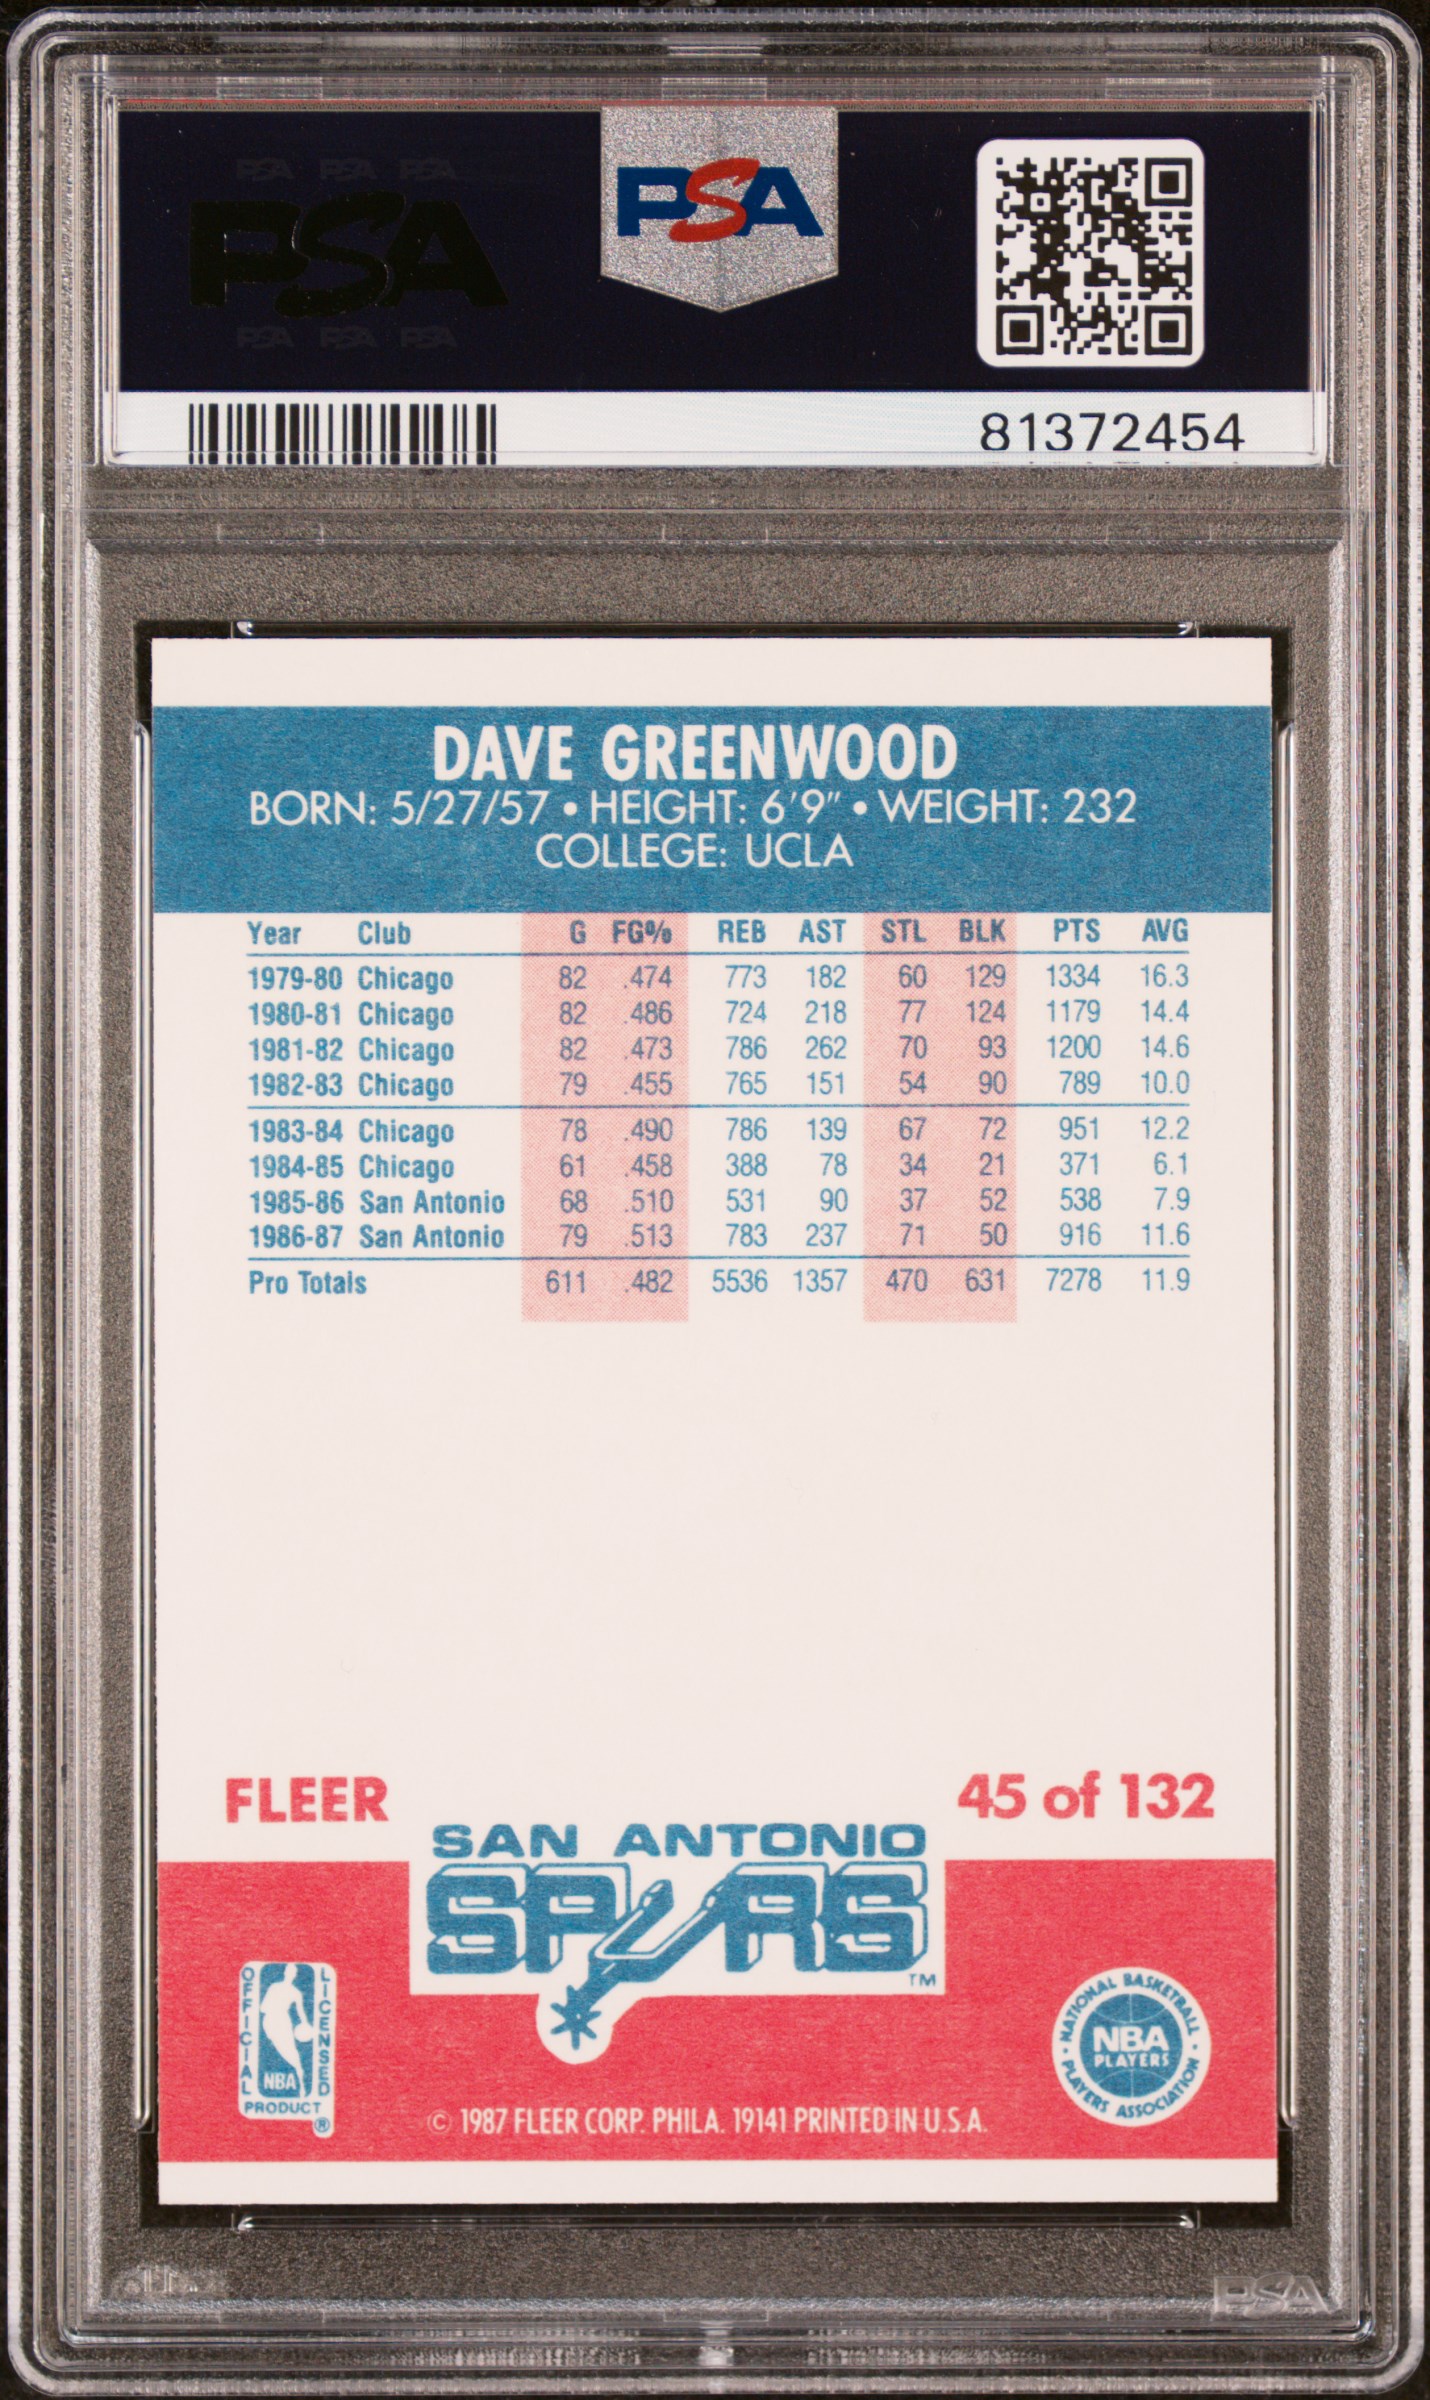 PSA PSA PSA
PSA
PSA PSA PSA
PSA
81372454
DAVE GREENWOOD
BORN: 5/27/57 • HEIGHT: 6'9" • WEIGHT: 232
COLLEGE: UCLA
Year Club G FG% REB AST STL BLK PTS AVG
1979-80 Chicago 82 .474 773 182 60 129 1334 16.3
1980-81 Chicago 82 .486 724 218 77 124 1179 14.4
1981-82 Chicago 82 .473 786 262 70 93 1200 14.6
1982-83 Chicago 79 .455 765 151 54 90 789 10.0
1983-84 Chicago 78 .490 786 139 67 72 951 12.2
1984-85 Chicago 61 .458 388 78 34 21 371 6.1
1985-86 San Antonio 68 .510 531 90 37 52 538 7.9
1986-87 San Antonio 79 .513 783 237 71 50 916 11.6
Pro Totals 611 .482 5536 1357 470 631 7278 11.9
FLEER
45 of 132
SAN ANTONIO
SPURS
TM
OFFICIAL LICENSED
NBA
PRODUCT
®
NATIONAL BASKETBALL
NBA
PLAYERS
PLAYERS ASSOCIATION
© 1987 FLEER CORP. PHILA. 19141 PRINTED IN U.S.A.
PSA